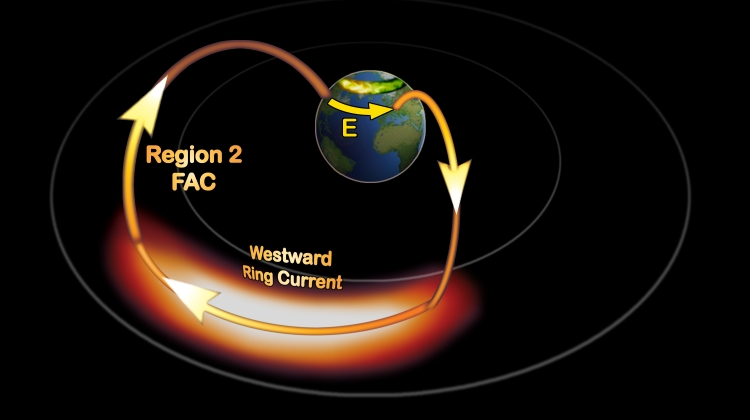 E
Region 2
FAC
Westward
Ring Current